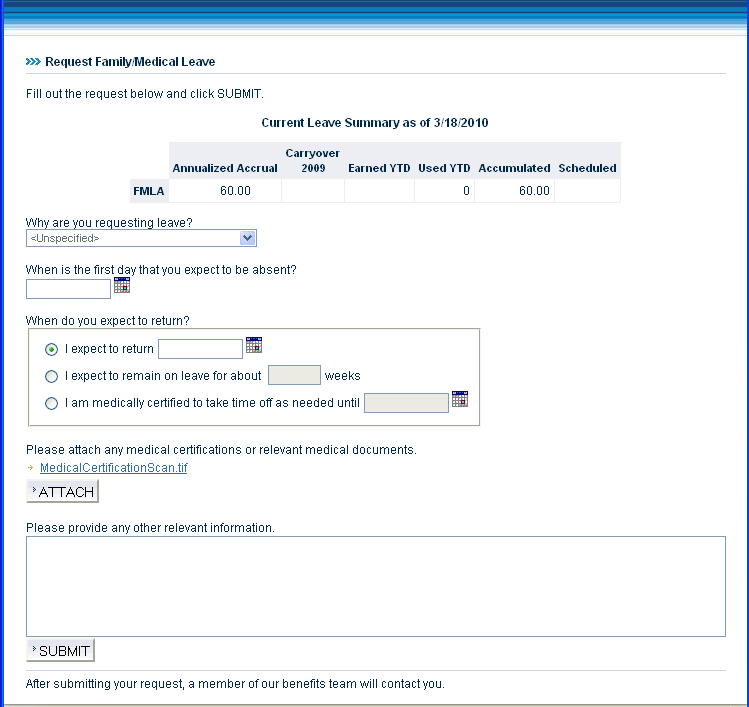 Request Family/Medical Leave
Fill out the request below and click SUBMIT.
Current Leave Summary as of 3/18/2010
Annualized Accrual Carryover 2009 Earned YTD Used YTD Accumulated Scheduled
FMLA 60.00 0 60.00
Why are you requesting leave?
<Unspecified>
When is the first day that you expect to be absent?
When do you expect to return?
I expect to return
I expect to remain on leave for about weeks
I am medically certified to take time off as needed until
Please attach any medical certifications or relevant medical documents.
MedicalCertificationScan.tif
ATTACH
Please provide any other relevant information.
SUBMIT
After submitting your request, a member of our benefits team will contact you.